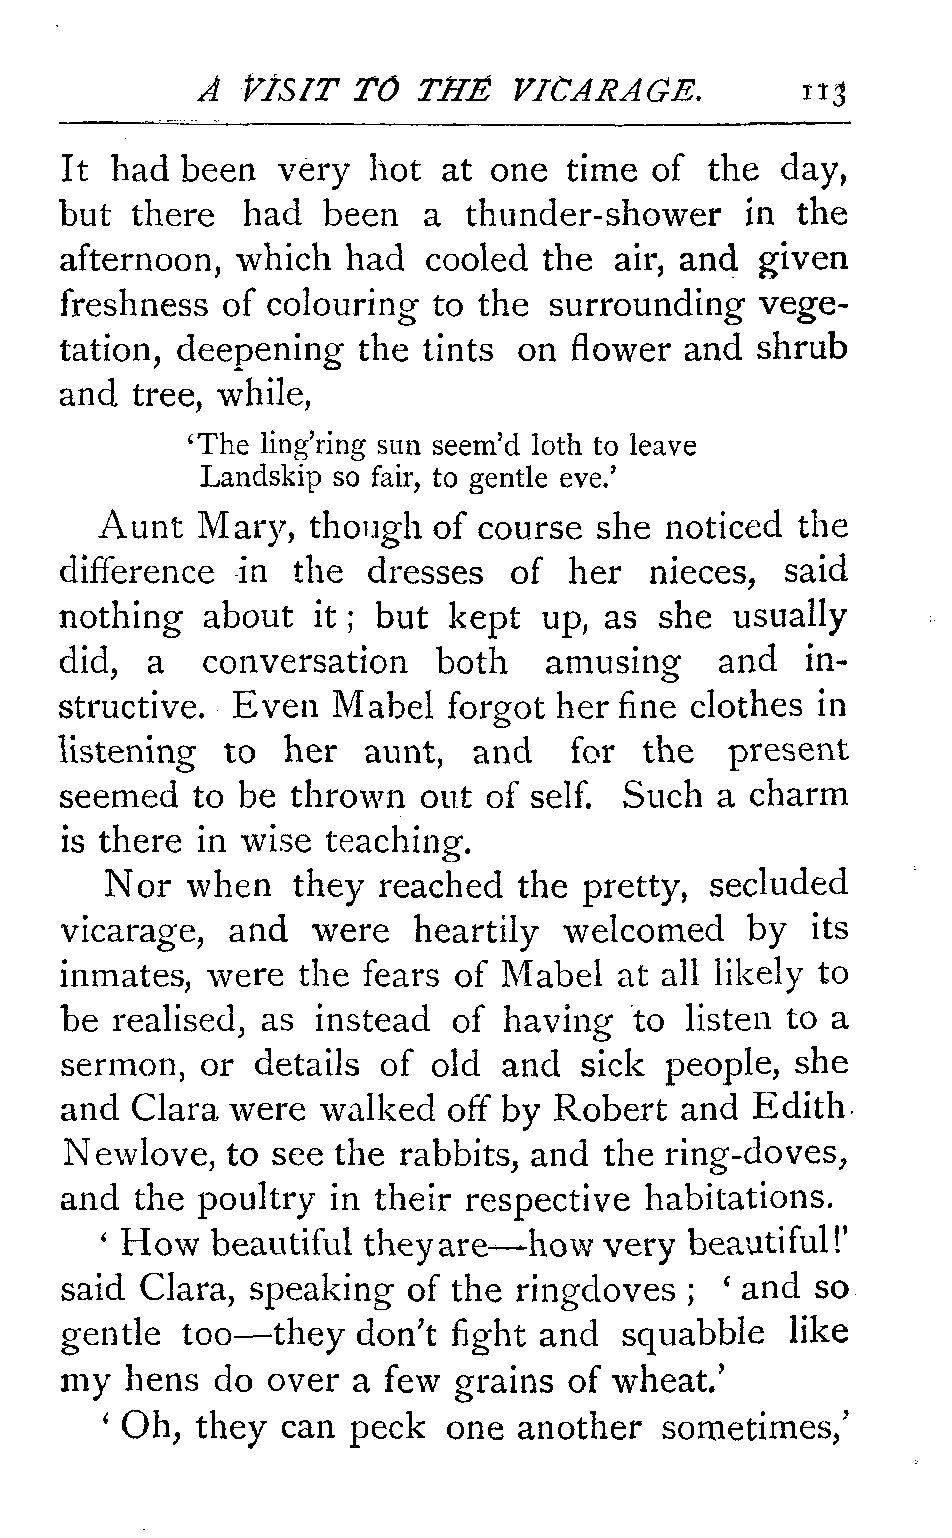 A VISIT TO THE VICARAGE. 113
It had been very hot at one time of the day,
but there had been a thunder-shower in the
afternoon, which had cooled the air, and given
freshness of colouring to the surrounding vege-
tation, deepening the tints on flower and shrub
and tree, while,
‘The ling’ring sun seem’d loth to leave
Landskip so fair, to gentle eve.’
Aunt Mary, though of course she noticed the
difference in the dresses of her nieces, said
nothing about it ; but kept up, as she usually
did, a conversation both amusing and in-
structive. Even Mabel forgot her fine clothes in
listening to her aunt, and for the present
seemed to be thrown out of self. Such a charm
is there in wise teaching.
Nor when they reached the pretty, secluded
vicarage, and were heartily welcomed by its
inmates, were the fears of Mabel at all likely to
be realised, as instead of having to listen to a
sermon, or details of old and sick people, she
and Clara were walked off by Robert and Edith
Newlove, to see the rabbits, and the ring-doves,
and the poultry in their respective habitations.
‘ How beautiful they are—how very beautiful!’
said Clara, speaking of the ringdoves ; ‘ and so
gentle too—they don’t fight and squabble like
my hens do over a few grains of wheat.’
‘ Oh, they can peck one another sometimes,’